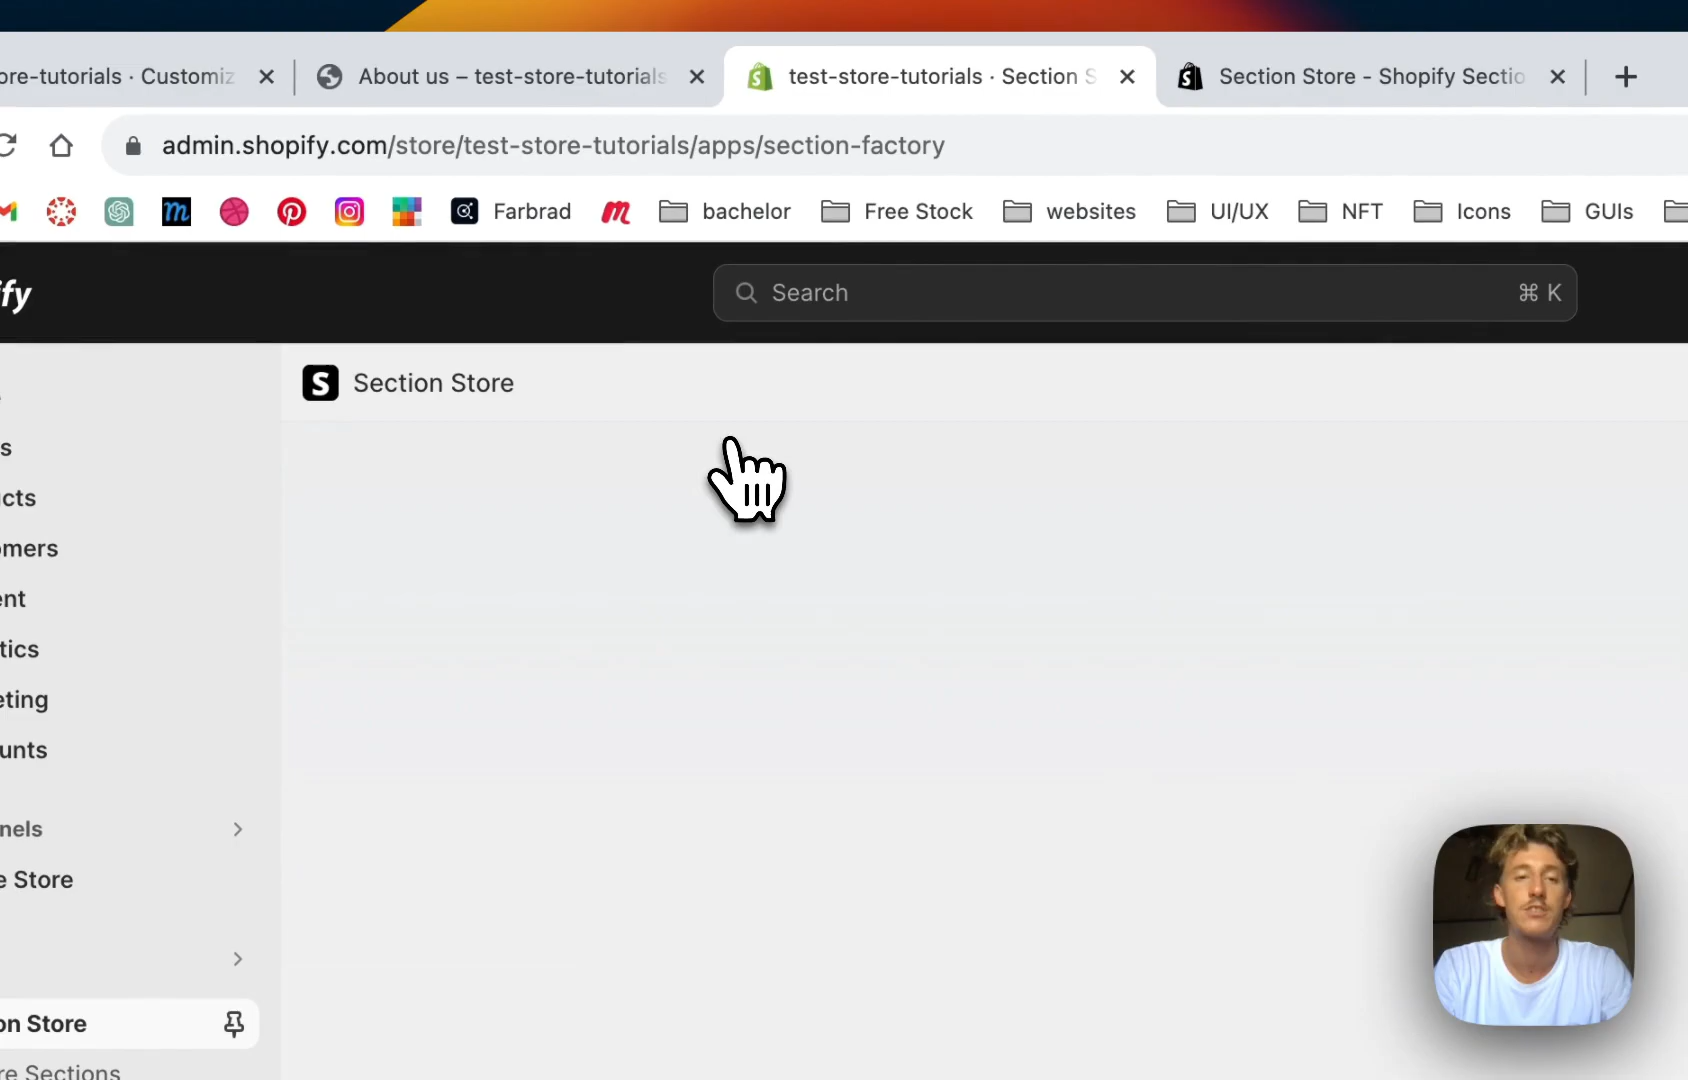 ore-tutorials · Customiz
About us – test-store-tutorials
test-store-tutorials · Section S
Section Store - Shopify Sectio
admin.shopify.com/store/test-store-tutorials/apps/section-factory
Farbrad
bachelor
Free Stock
websites
UI/UX
NFT
Icons
GUIs
ify
Search
⌘ K
S Section Store
s
cts
omers
ent
tics
eting
unts
nels
e Store
on Store
re Sections